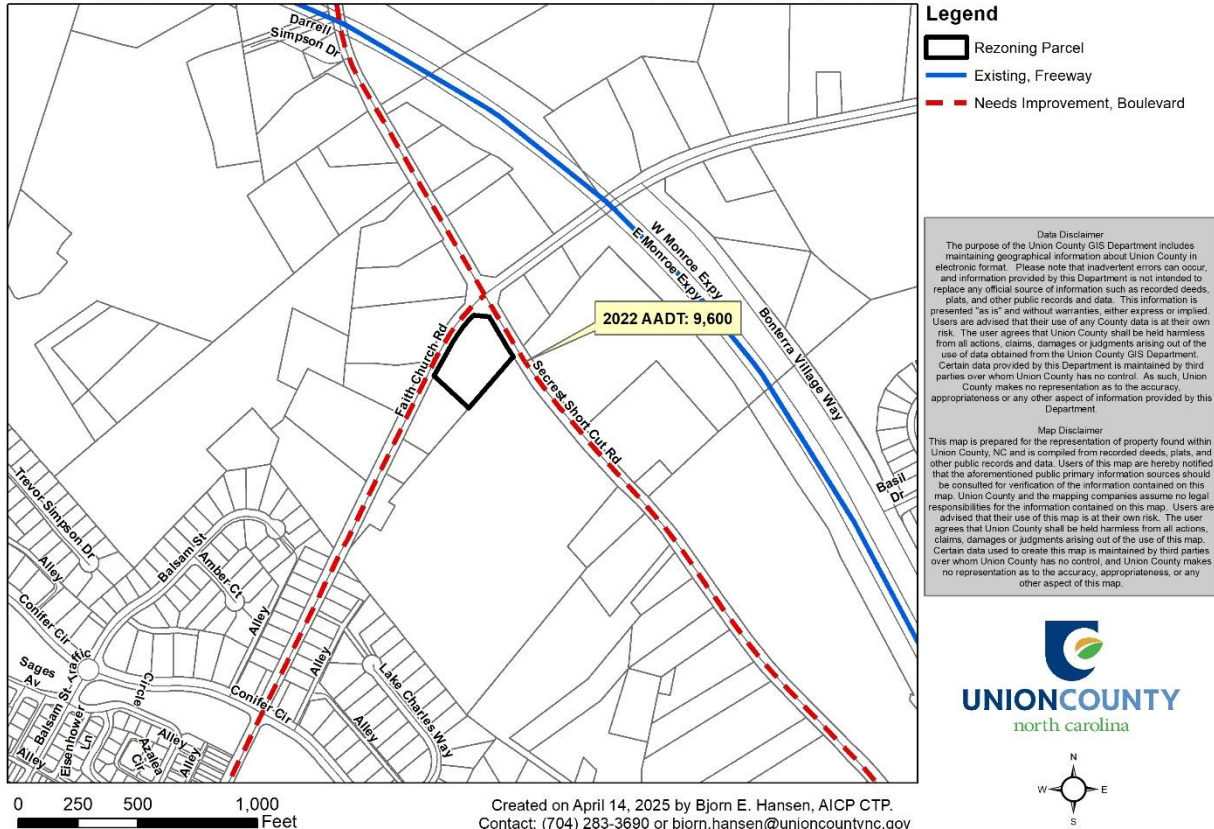 Darrell
Simpson Dr
W Monroe Expy
E Monroe Expy
Bonterra Village Way
2022 AADT: 9,600
Faith Church Rd
Secrest Short Cut Rd
Basil
Dr
Trevor Simpson Dr
Balsam St
Amber Ct
Alley
Alley
Alley
Conifer Cir
Conifer Cir
Sages
Av
Balsam St
Traffic
Circle
Eisenhower
Ln
Azalea
Cir
Alley
Alley
Alley
Lake Charles Way
Alley
Legend
Rezoning Parcel
Existing, Freeway
Needs Improvement, Boulevard
Data Disclaimer
The purpose of the Union County GIS Department includes
maintaining geographical information about Union County in
electronic format. Please note that inadvertent errors can occur,
and information provided by this Department is not intended to
replace any official source of information such as recorded deeds,
plats, and other public records and data. This information is
presented "as is" and without warranties, either express or implied.
Users are advised that their use of any County data is at their own
risk. The user agrees that Union County shall be held harmless
from all actions, claims, damages or judgments arising out of the
use of data obtained from the Union County GIS Department.
Certain data provided by this Department is maintained by third
parties over whom Union County has no control. As such, Union
County makes no representation as to the accuracy,
appropriateness or any other aspect of information provided by this
Department.
Map Disclaimer
This map is prepared for the representation of property found within
Union County, NC and is compiled from recorded deeds, plats, and
other public records and data. Users of this map are hereby notified
that the aforementioned public primary information sources should
be consulted for verification of the information contained on this
map. Union County and the mapping companies assume no legal
responsibilities for the information contained on this map. Users are
advised that their use of this map is at their own risk. The user
agrees that Union County shall be held harmless from all actions,
claims, damages or judgments arising out of the use of this map.
Certain data used to create this map is maintained by third parties
over whom Union County has no control, and Union County makes
no representation as to the accuracy, appropriateness, or any
other aspect of this map.
UNIONCOUNTY
north carolina
N
W E
S
0 250 500 1,000
Feet
Created on April 14, 2025 by Bjorn E. Hansen, AICP CTP.
Contact: (704) 283-3690 or bjorn.hansen@unioncountync.gov